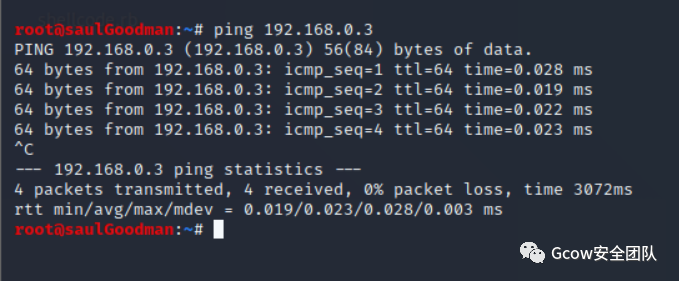 root@saulGoodman:~# ping 192.168.0.3
PING 192.168.0.3 (192.168.0.3) 56(84) bytes of data.
64 bytes from 192.168.0.3: icmp_seq=1 ttl=64 time=0.028 ms
64 bytes from 192.168.0.3: icmp_seq=2 ttl=64 time=0.019 ms
64 bytes from 192.168.0.3: icmp_seq=3 ttl=64 time=0.022 ms
64 bytes from 192.168.0.3: icmp_seq=4 ttl=64 time=0.023 ms
^C
--- 192.168.0.3 ping statistics ---
4 packets transmitted, 4 received, 0% packet loss, time 3072ms
rtt min/avg/max/mdev = 0.019/0.023/0.028/0.003 ms
root@saulGoodman:~#
Gcow安全团队